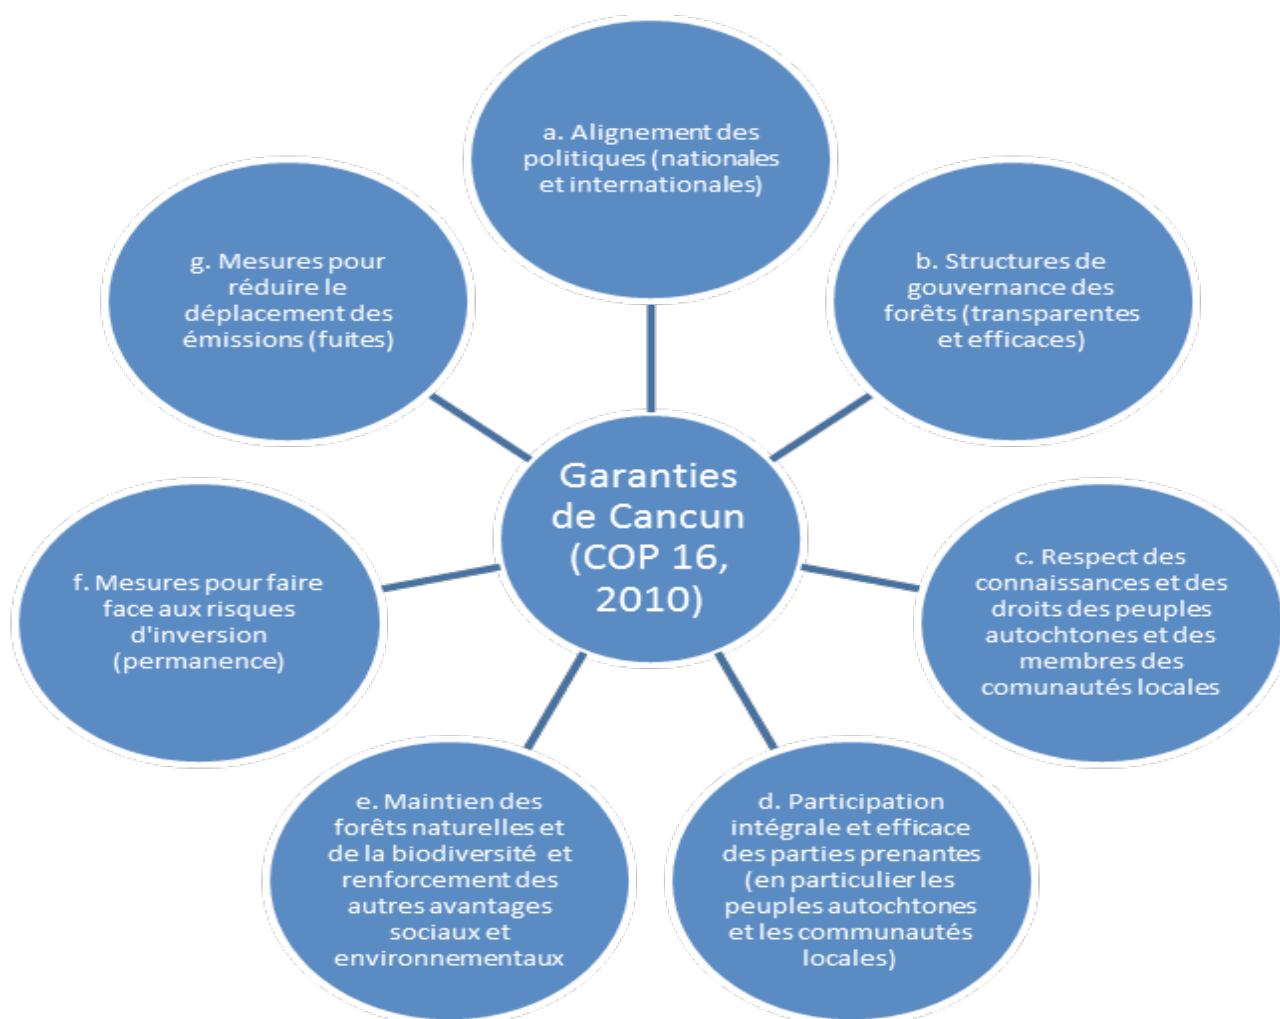 a. Alignement des
politiques (nationales
et internationales)
b. Structures de
gouvernance des
forêts (transparentes
et efficaces)
c. Respect des
connaissances et des
droits des peuples
autochtones et des
membres des
comunautés locales
d. Participation
intégrale et efficace
des parties prenantes
(en particulier les
peuples autochtones
et les communautés
locales)
e. Maintien des
forêts naturelles et
de la biodiversité et
renforcement des
autres avantages
sociaux et
environnementaux
f. Mesures pour faire
face aux risques
d'inversion
(permanence)
g. Mesures pour
réduire le
déplacement des
émissions (fuites)
Garanties
de Cancun
(COP 16,
2010)